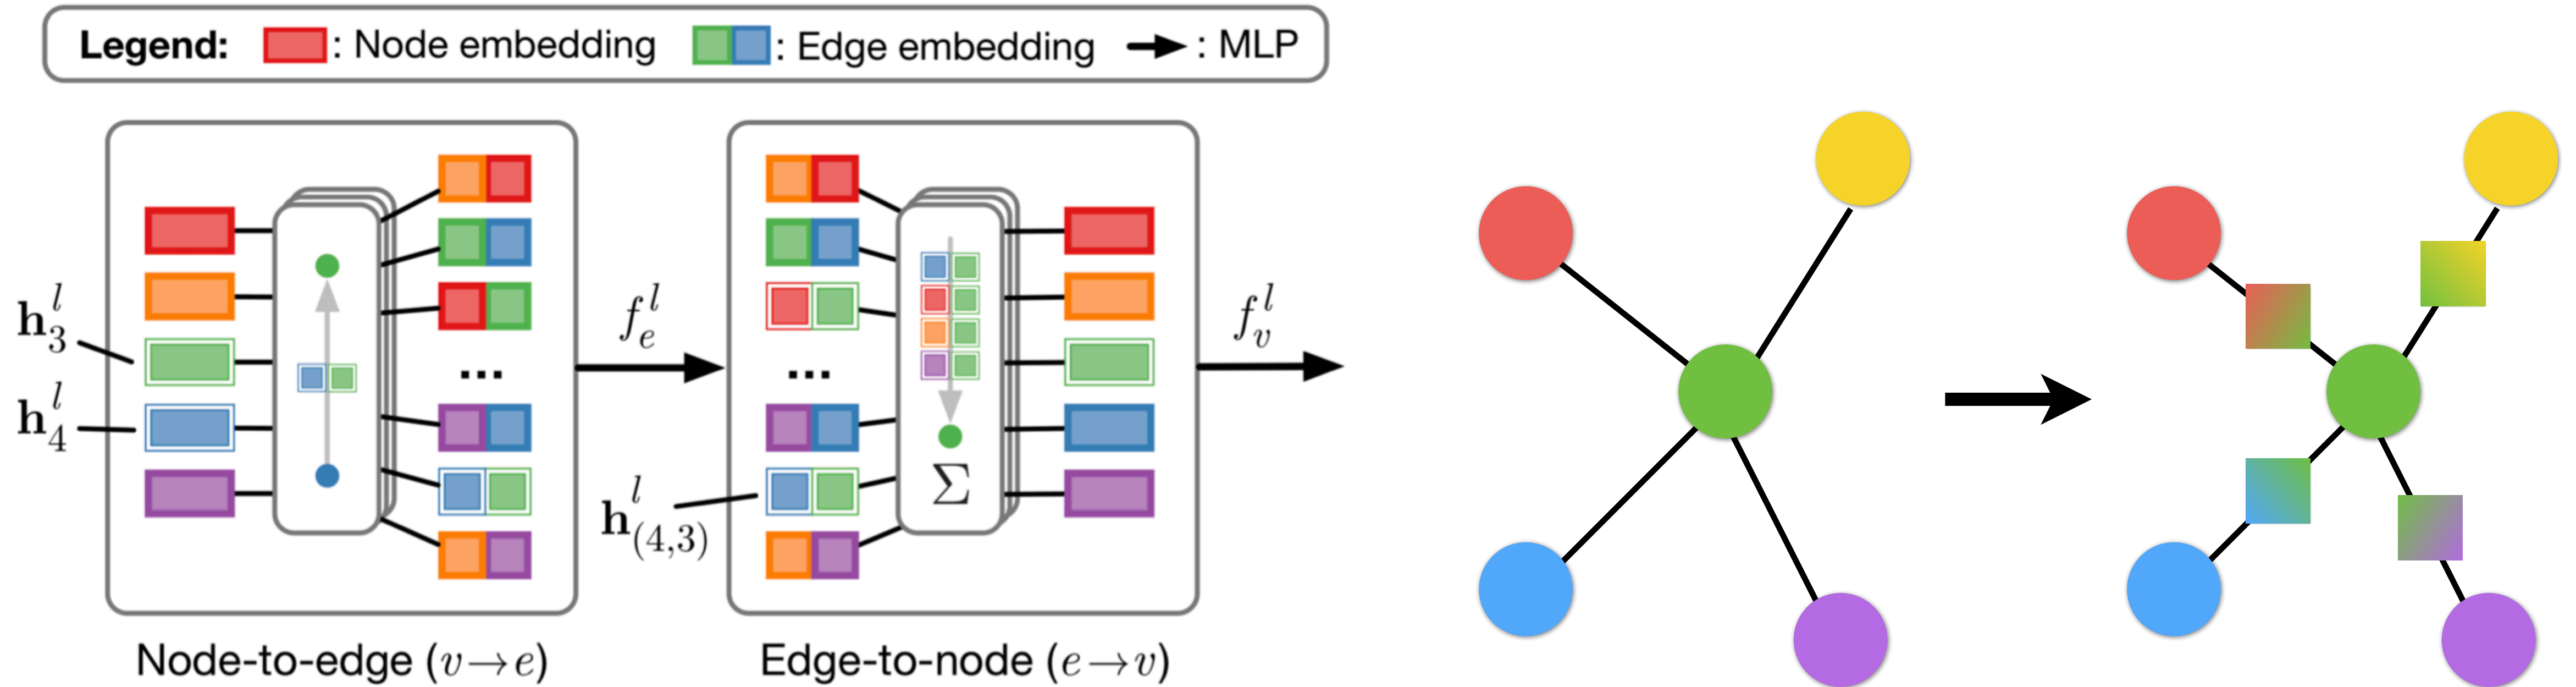 Legend: : Node embedding : Edge embedding : MLP
h₃ˡ
h₄ˡ
...
fₑˡ
h₍₄,₃₎ˡ
...
Σ
fᵥˡ
Node-to-edge (v→e)
Edge-to-node (e→v)